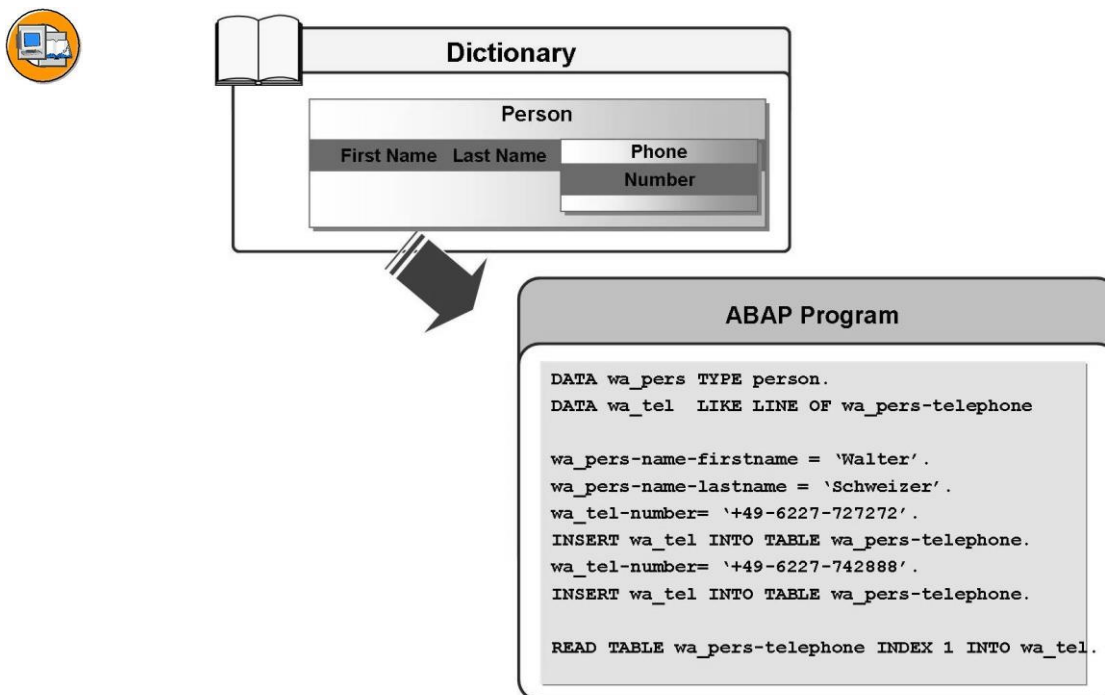 Dictionary
Person
First Name Last Name Phone
Number
ABAP Program
DATA wa_pers TYPE person.
DATA wa_tel  LIKE LINE OF wa_pers-telephone
wa_pers-name-firstname = ‛Walter’.
wa_pers-name-lastname = ‛Schweizer’.
wa_tel-number= ‛+49-6227-727272’.
INSERT wa_tel INTO TABLE wa_pers-telephone.
wa_tel-number= ‛+49-6227-742888’.
INSERT wa_tel INTO TABLE wa_pers-telephone.
READ TABLE wa_pers-telephone INDEX 1 INTO wa_tel.